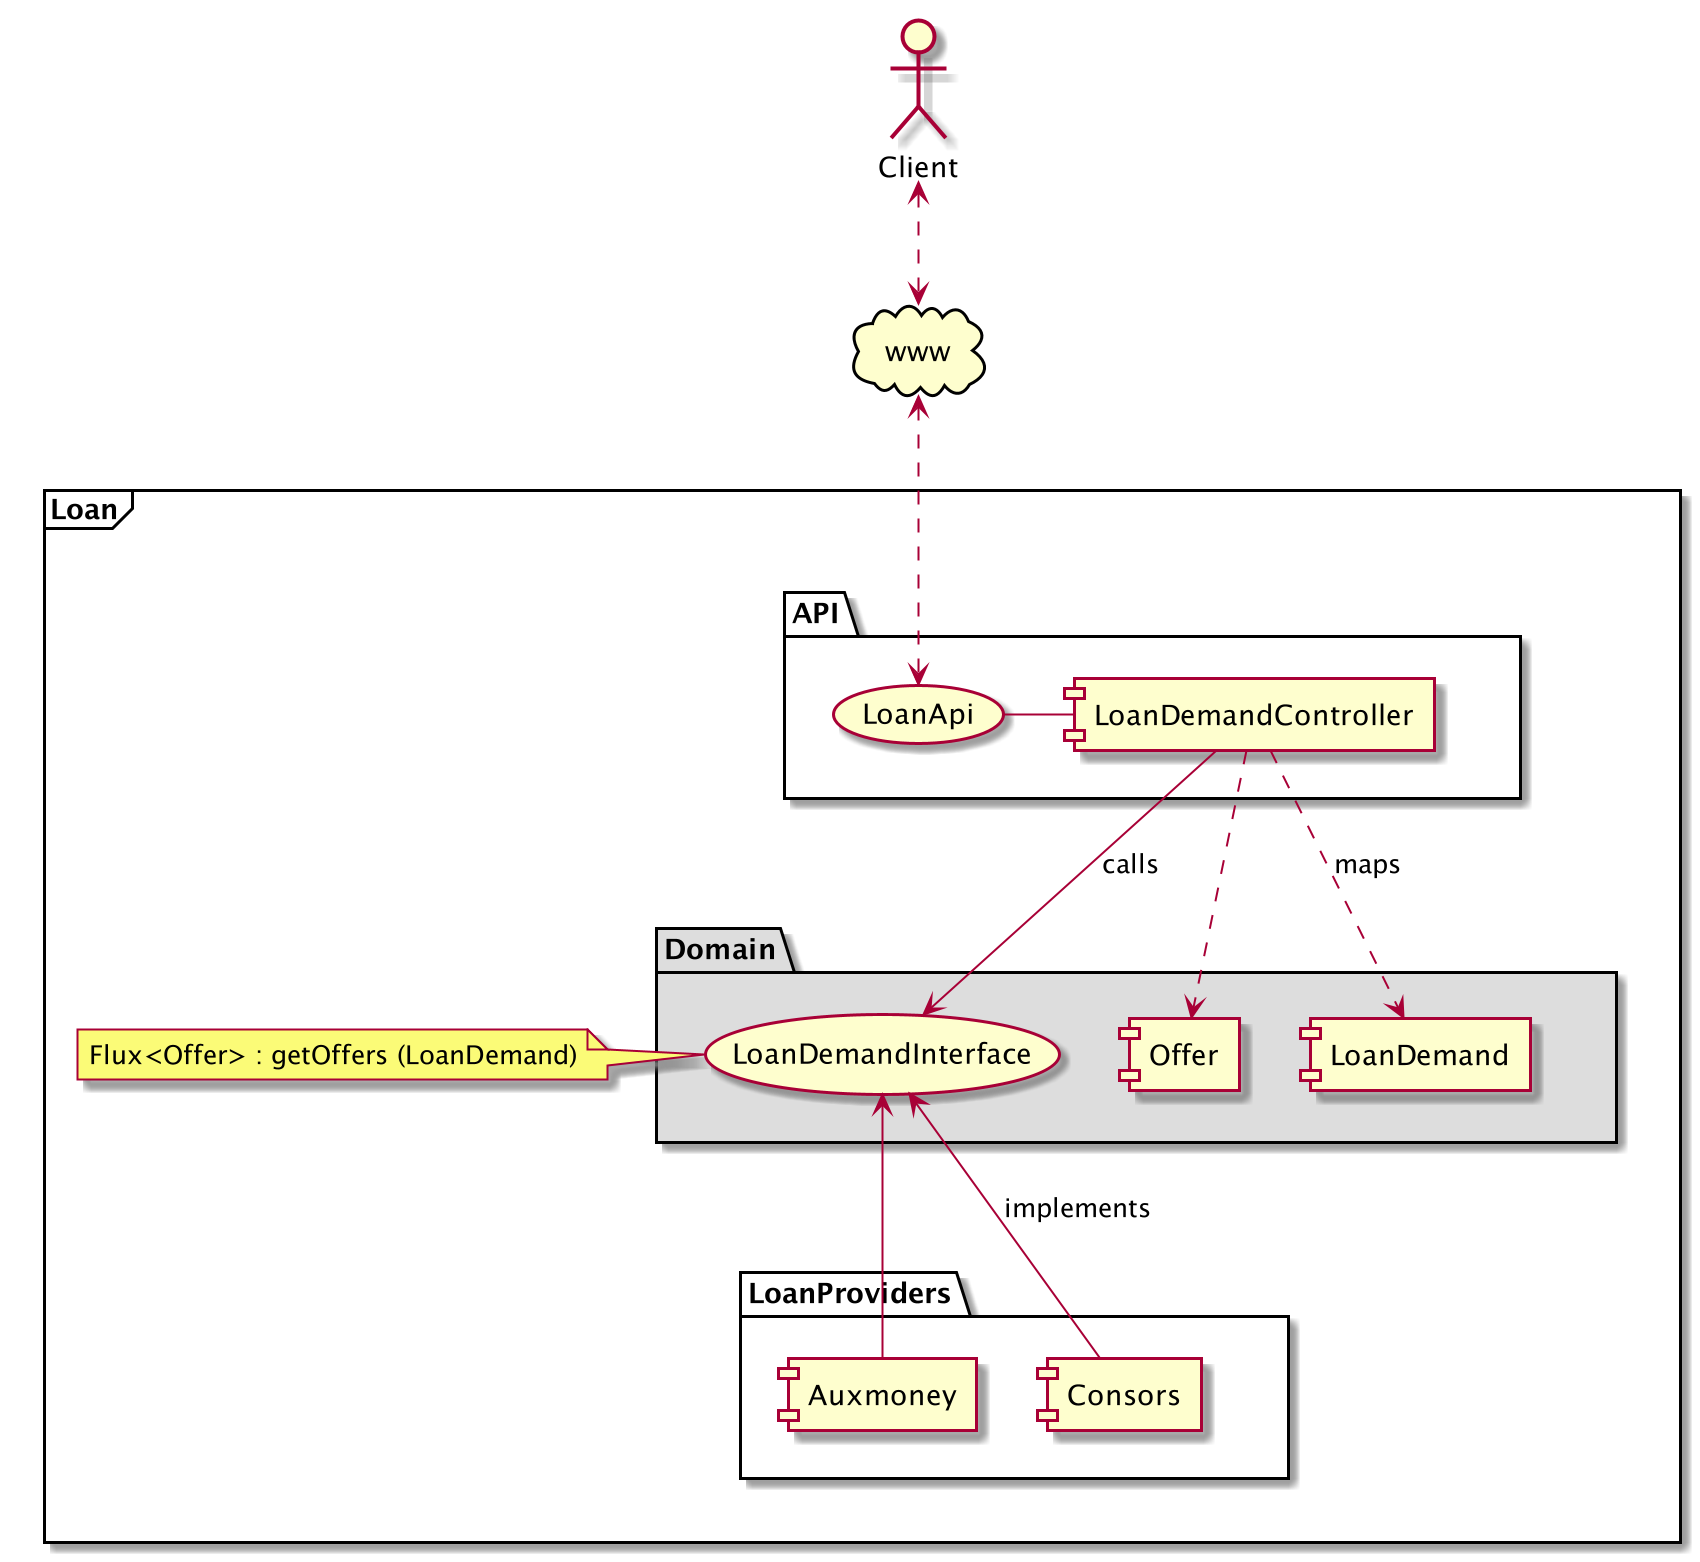 Client
www
Loan
API
LoanApi
LoanDemandController
calls
maps
Domain
Flux<Offer> : getOffers (LoanDemand)
LoanDemandInterface
Offer
LoanDemand
implements
LoanProviders
Auxmoney
Consors